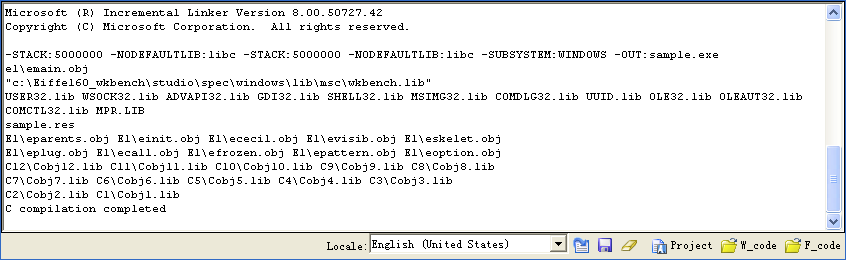 Microsoft (R) Incremental Linker Version 8.00.50727.42
Copyright (C) Microsoft Corporation.  All rights reserved.
-STACK:5000000 -NODEFAULTLIB:libc -STACK:5000000 -NODEFAULTLIB:libc -SUBSYSTEM:WINDOWS -OUT:sample.exe
e1\emain.obj
"c:\Eiffel60_wkbench\studio\spec\windows\lib\msc\wkbench.lib"
USER32.lib WSOCK32.lib ADVAPI32.lib GDI32.lib SHELL32.lib MSIMG32.lib COMDLG32.lib UUID.lib OLE32.lib OLEAUT32.lib
COMCTL32.lib MPR.LIB
sample.res
E1\eparents.obj E1\einit.obj E1\ececil.obj E1\evisib.obj E1\eskelet.obj
E1\eplug.obj E1\ecall.obj E1\efrozen.obj E1\epattern.obj E1\eoption.obj
C12\Cobj12.lib C11\Cobj11.lib C10\Cobj10.lib C9\Cobj9.lib C8\Cobj8.lib
C7\Cobj7.lib C6\Cobj6.lib C5\Cobj5.lib C4\Cobj4.lib C3\Cobj3.lib
C2\Cobj2.lib C1\Cobj1.lib
C compilation completed
Locale: English (United States) Project W_code F_code